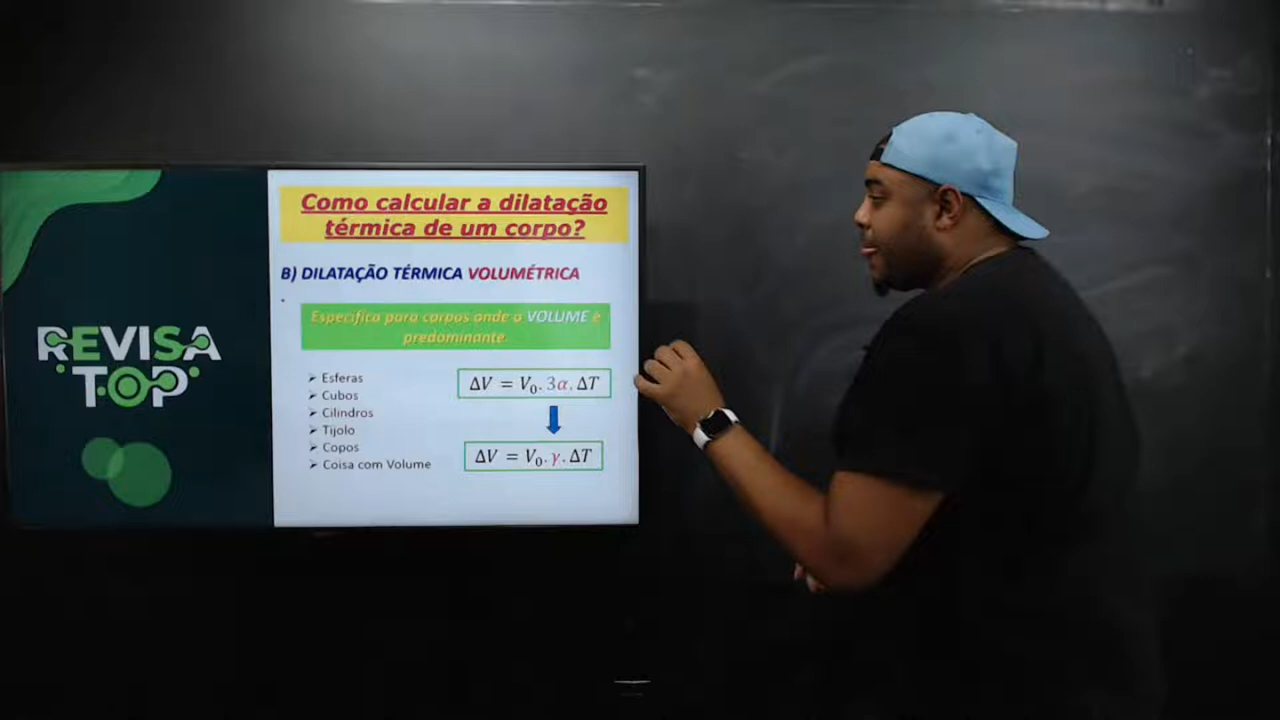 REVISA
TOP
Como calcular a dilatação
térmica de um corpo?
B) DILATAÇÃO TÉRMICA VOLUMÉTRICA
.
Específica para corpos onde o VOLUME é
predominante.
➢ Esferas
➢ Cubos
➢ Cilindros
➢ Tijolo
➢ Copos
➢ Coisa com Volume
ΔV = V₀. 3α. ΔT
ΔV = V₀. γ. ΔT